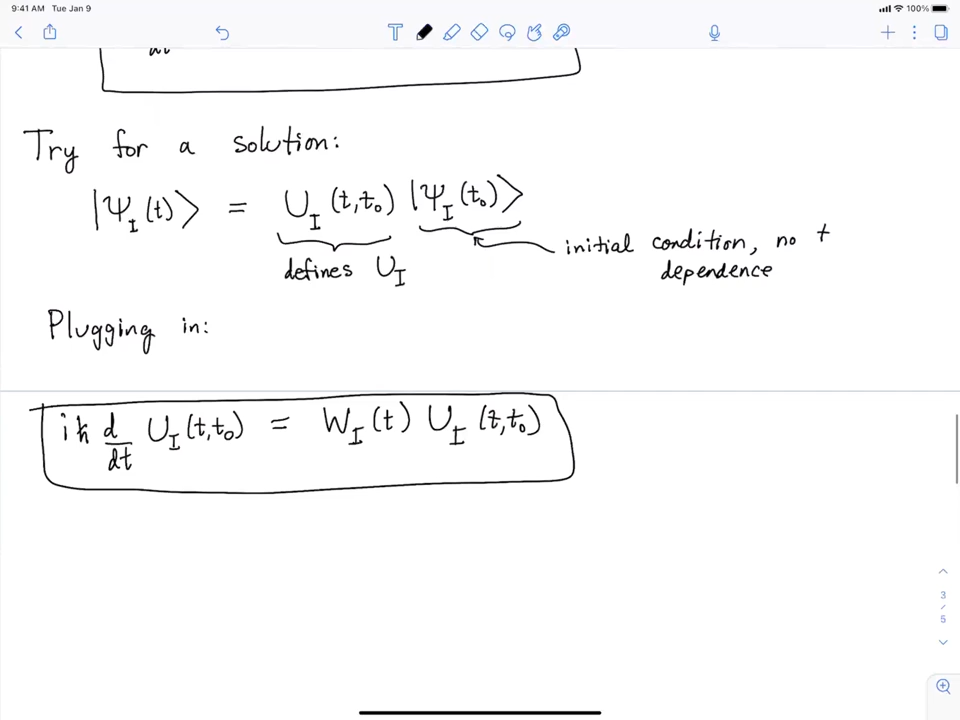 9:41 AM Tue Jan 9
100%
Try for a solution:
|Ψ_I(t)⟩ = U_I(t,t₀) |Ψ_I(t₀)⟩
initial condition, no t
defines U_I
dependence
Plugging in:
iħ d/dt U_I(t,t₀) = W_I(t) U_I(t,t₀)
3
/
5